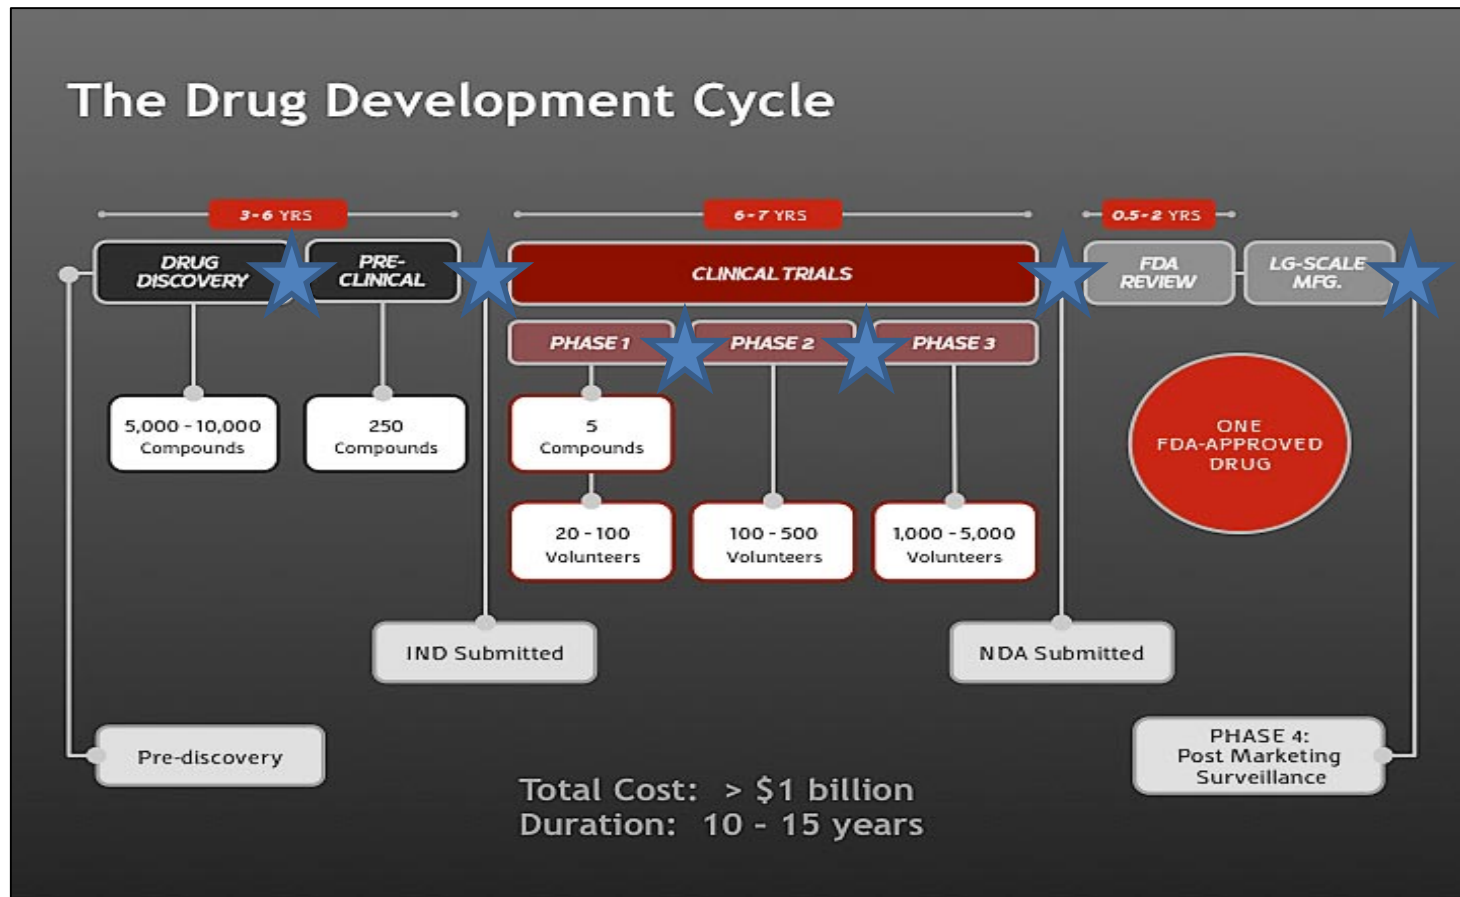 The Drug Development Cycle
3-6 YRS
6-7 YRS
0.5-2 YRS
DRUG
DISCOVERY
PRE-
CLINICAL
CLINICAL TRIALS
FDA
REVIEW
LG-SCALE
MFG.
PHASE 1
PHASE 2
PHASE 3
5,000 - 10,000
Compounds
250
Compounds
5
Compounds
ONE
FDA-APPROVED
DRUG
20 - 100
Volunteers
100 - 500
Volunteers
1,000 - 5,000
Volunteers
IND Submitted
NDA Submitted
Pre-discovery
PHASE 4:
Post Marketing
Surveillance
Total Cost: > $1 billion
Duration: 10 - 15 years